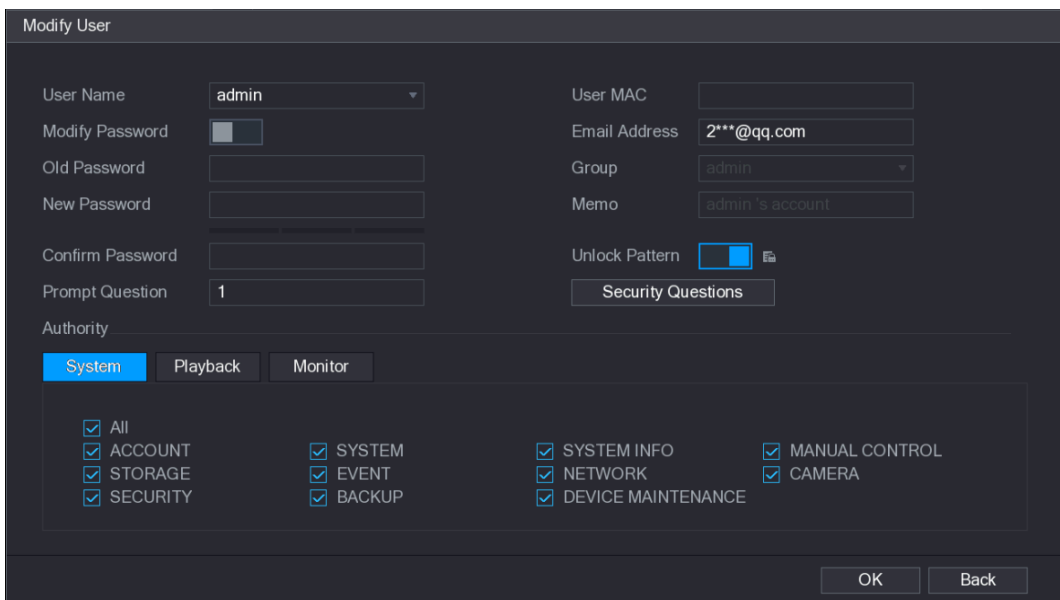 Modify User
User Name admin User MAC
Modify Password Email Address 2***@qq.com
Old Password Group admin
New Password Memo admin 's account
Confirm Password Unlock Pattern
Prompt Question 1 Security Questions
Authority
System Playback Monitor
All
ACCOUNT SYSTEM SYSTEM INFO MANUAL CONTROL
STORAGE EVENT NETWORK CAMERA
SECURITY BACKUP DEVICE MAINTENANCE
OK Back